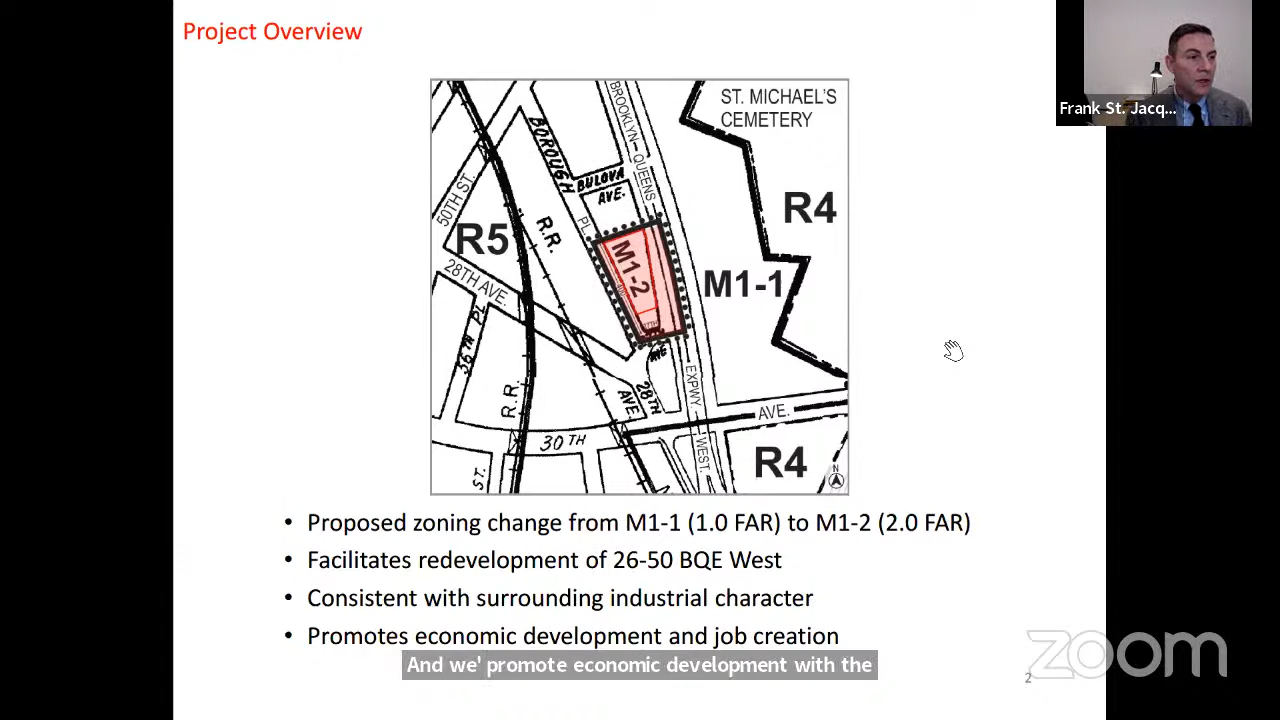 Project Overview
Frank St. Jacq...
ST. MICHAEL'S
CEMETERY
BROOKLYN
QUEENS
BOROUGH
PL.
BULOVA
AVE.
50TH ST.
R5
R.R.
R4
M1-2
M1-1
28TH AVE.
56TH PL
AVE
28TH
AVE.
EXPWY
WEST.
R.R.
30TH
AVE.
R4
ST.
N
• Proposed zoning change from M1-1 (1.0 FAR) to M1-2 (2.0 FAR)
• Facilitates redevelopment of 26-50 BQE West
• Consistent with surrounding industrial character
• Promotes economic development and job creation
And we' promote economic development with the
zoom
2